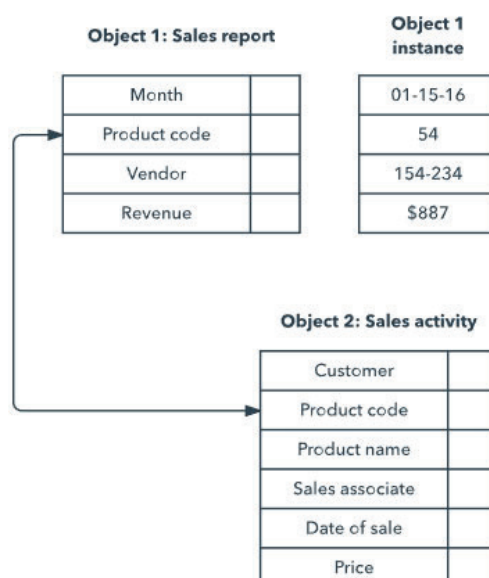 Object 1: Sales report
Object 1
instance
Month
01-15-16
Product code
54
Vendor
154-234
Revenue
$887
Object 2: Sales activity
Customer
Product code
Product name
Sales associate
Date of sale
Price